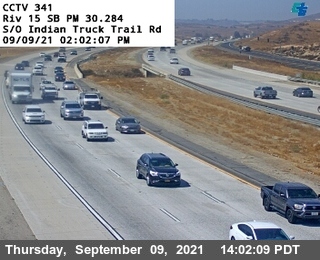 CCTV 341
Riv 15 SB PM 30.284
S/O Indian Truck Trail Rd
09/09/21 02:02:07 PM
Thursday, September 09, 2021 14:02:09 PDT